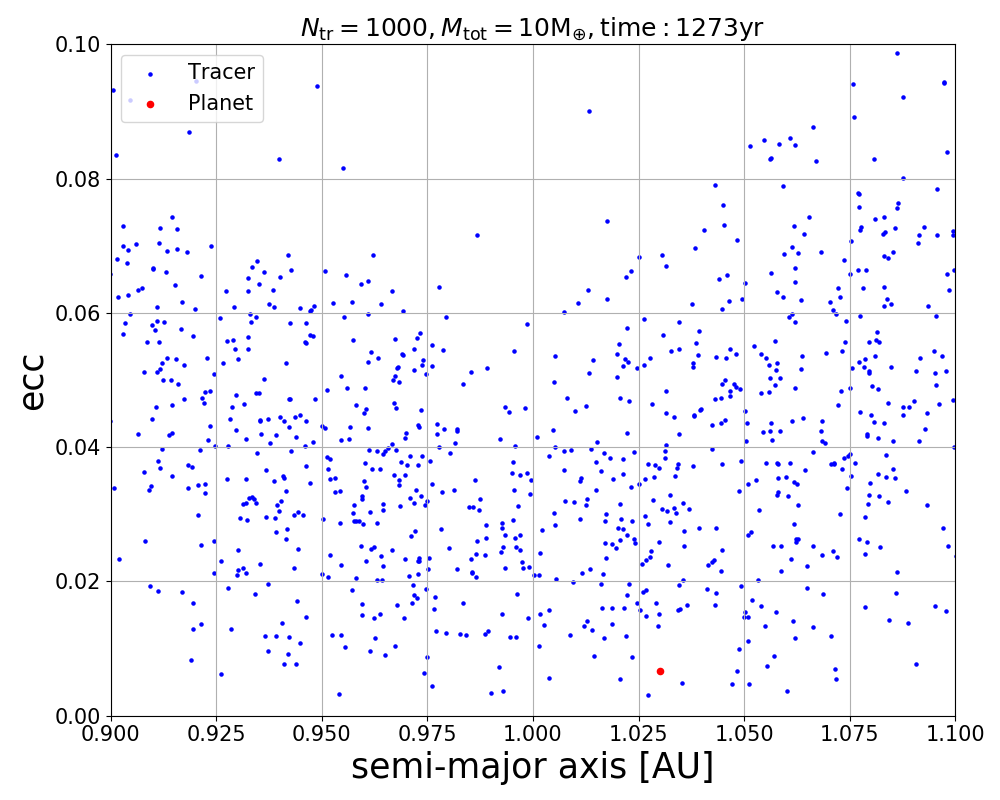 N_tr = 1000, M_tot = 10M_⊕, time : 1273yr
Tracer
Planet
ecc
0.10
0.08
0.06
0.04
0.02
0.00
0.900 0.925 0.950 0.975 1.000 1.025 1.050 1.075 1.100
semi-major axis [AU]